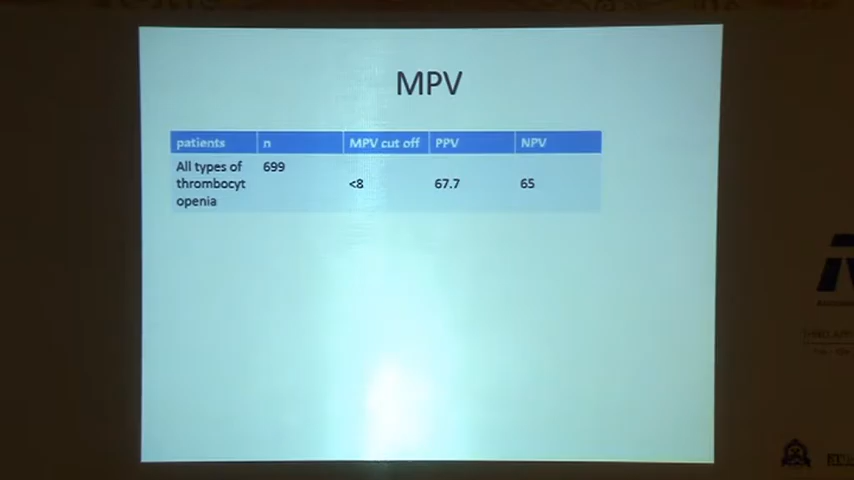 MPV
patients n MPV cut off PPV NPV
All types of 699
thrombocyt <8 67.7 65
openia